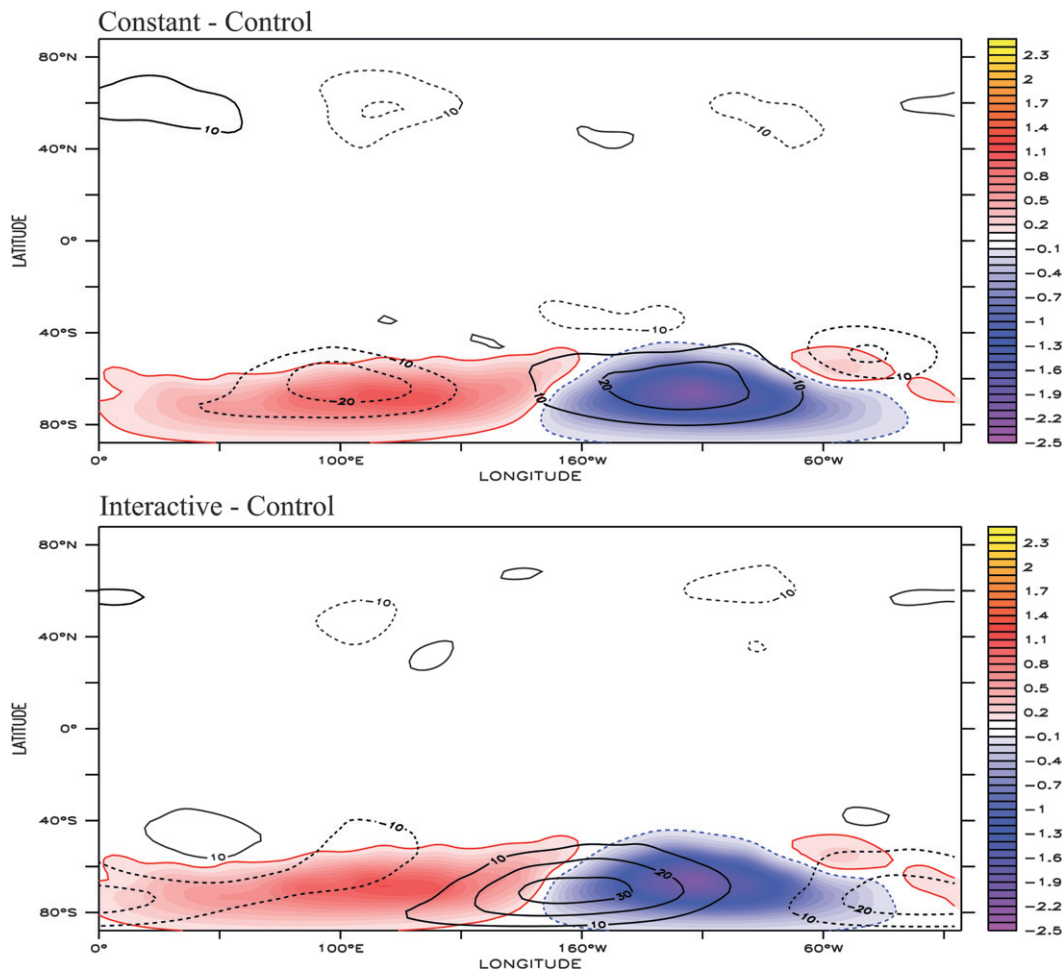 Constant - Control
80°N
40°N
0°
40°S
80°S
LATITUDE
0°
100°E
160°W
60°W
LONGITUDE
10
10
10
10
10
20
10
20
10
10
2.3
2
1.7
1.4
1.1
0.8
0.5
0.2
-0.1
-0.4
-0.7
-1
-1.3
-1.6
-1.9
-2.2
-2.5
Interactive - Control
80°N
40°N
0°
40°S
80°S
LATITUDE
0°
100°E
160°W
60°W
LONGITUDE
10
10
10
10
10
20
30
10
10
20
2.3
2
1.7
1.4
1.1
0.8
0.5
0.2
-0.1
-0.4
-0.7
-1
-1.3
-1.6
-1.9
-2.2
-2.5